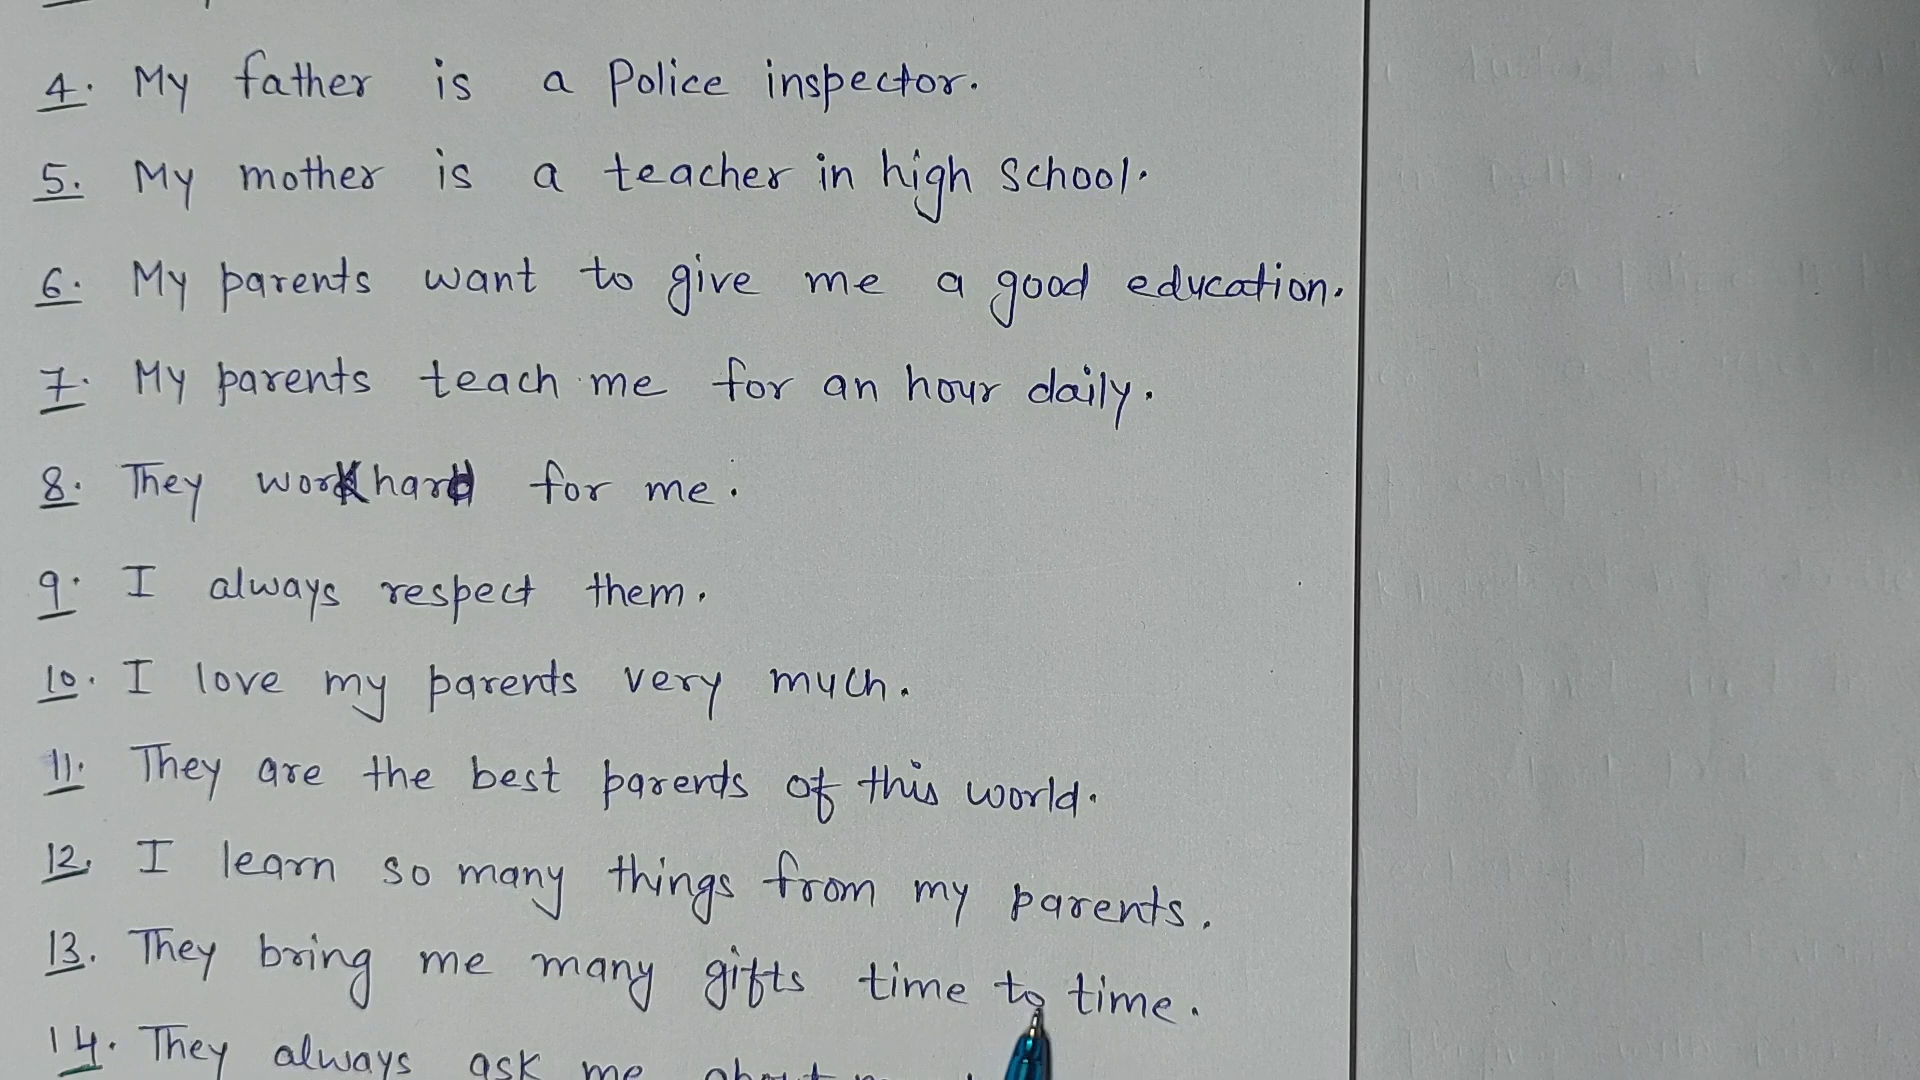 4. My father is a Police inspector.
5. My mother is a teacher in high School.
6. My parents want to give me a good education.
7. My parents teach me for an hour daily.
8. They work hard for me.
9. I always respect them.
10. I love my parents very much.
11. They are the best parents of this world.
12. I learn so many things from my parents.
13. They bring me many gifts time to time.
14. They always ask me about